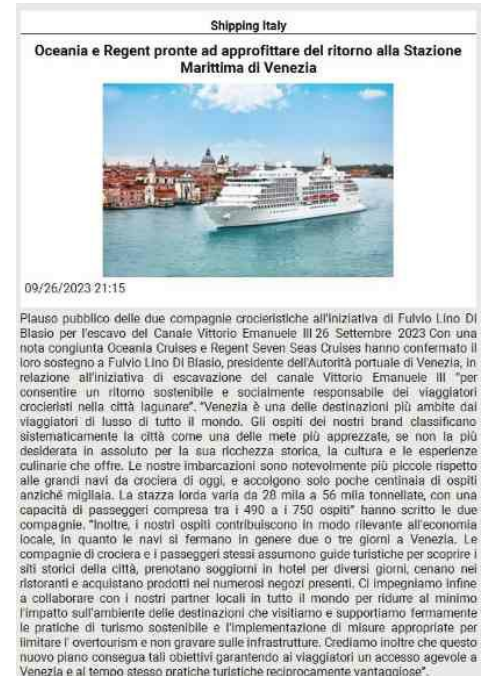 Shipping Italy
Oceania e Regent pronte ad approfittare del ritorno alla Stazione
Marittima di Venezia
09/26/2023 21:15
Plauso pubblico delle due compagnie crocieristiche all'iniziativa di Fulvio Lino Di
Blasio per l'escavo del Canale Vittorio Emanuele III 26 Settembre 2023 Con una
nota congiunta Oceania Cruises e Regent Seven Seas Cruises hanno confermato il
loro sostegno a Fulvio Lino Di Blasio, presidente dell'Autorità portuale di Venezia, in
relazione all'iniziativa di escavazione del canale Vittorio Emanuele III "per
consentire un ritorno sostenibile e socialmente responsabile dei viaggiatori
crocieristi nella città lagunare". "Venezia è una delle destinazioni più ambite dai
viaggiatori di lusso di tutto il mondo. Gli ospiti dei nostri brand classificano
sistematicamente la città come una delle mete più apprezzate, se non la più
desiderata in assoluto per la sua ricchezza storica, la cultura e le esperienze
culinarie che offre. Le nostre imbarcazioni sono notevolmente più piccole rispetto
alle grandi navi da crociera di oggi, e accolgono solo poche centinaia di ospiti
anziché migliaia. La stazza lorda varia da 28 mila a 56 mila tonnellate, con una
capacità di passeggeri compresa tra i 490 e i 750 ospiti" hanno scritto le due
compagnie. "Inoltre, i nostri ospiti contribuiscono in modo rilevante all'economia
locale, in quanto le navi si fermano in genere due o tre giorni a Venezia. Le
compagnie di crociera e i passeggeri stessi assumono guide turistiche per scoprire i
siti storici della città, prenotano soggiorni in hotel per diversi giorni, cenano nei
ristoranti e acquistano prodotti nei numerosi negozi presenti. Ci impegniamo infine
a collaborare con i nostri partner locali in tutto il mondo per ridurre al minimo
l'impatto sull'ambiente delle destinazioni che visitiamo e supportiamo fermamente
le pratiche di turismo sostenibile e l'implementazione di misure appropriate per
limitare l' overtourism e non gravare sulle infrastrutture. Crediamo inoltre che questo
nuovo piano consegua tali obiettivi garantendo ai viaggiatori un accesso agevole a
Venezia e al tempo stesso pratiche turistiche reciprocamente vantaggiose".